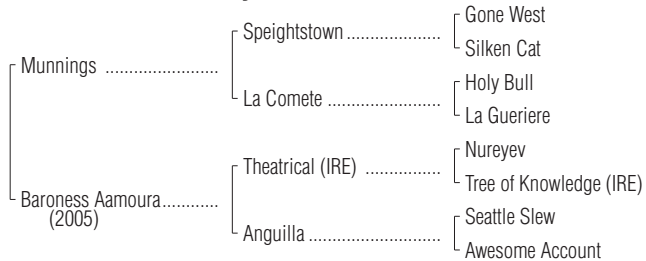 Gone West
Speightstown ....................
Silken Cat
Munnings ........................
Holy Bull
La Comete ........................
La Gueriere
Nureyev
Theatrical (IRE) ................
Tree of Knowledge (IRE)
Baroness Aamoura............
(2005)
Seattle Slew
Anguilla ............................
Awesome Account